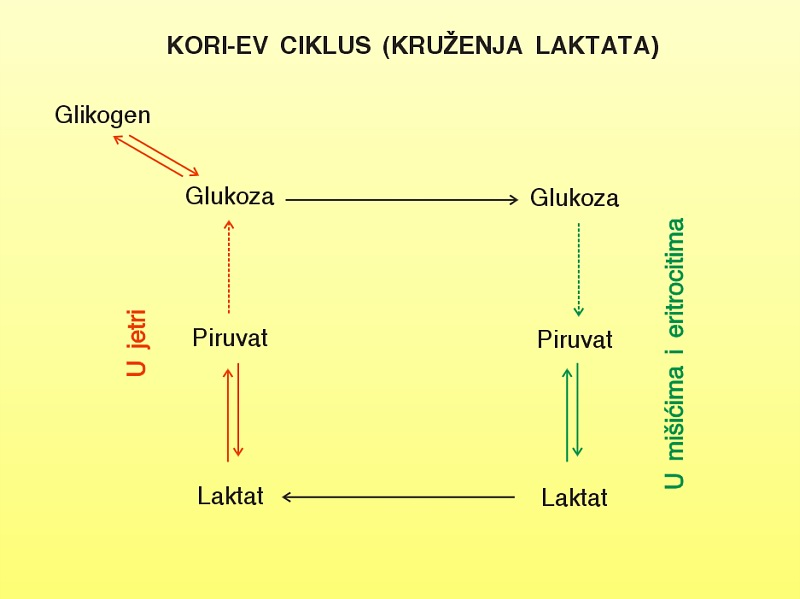 KORI-EV CIKLUS (KRUŽENJA LAKTATA)
Glikogen
Glukoza
Glukoza
U jetri
Piruvat
Piruvat
U mišićima i eritrocitima
Laktat
Laktat